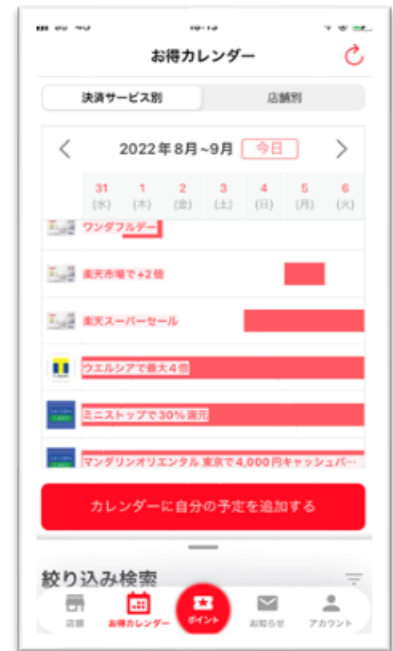 お得カレンダー
決済サービス別 店舗別
2022年8月~9月 今日
31 1 2 3 4 5 6
(水) (木) (金) (土) (日) (月) (火)
ワンダフルデー
楽天市場で+2倍
楽天スーパーセール
ウエルシアで最大4倍
ミニストップで30%還元
マンダリンオリエンタル 東京で4,000円キャッシュバ…
カレンダーに自分の予定を追加する
絞り込み検索
店舗 お得カレンダー ポイント お知らせ アカウント